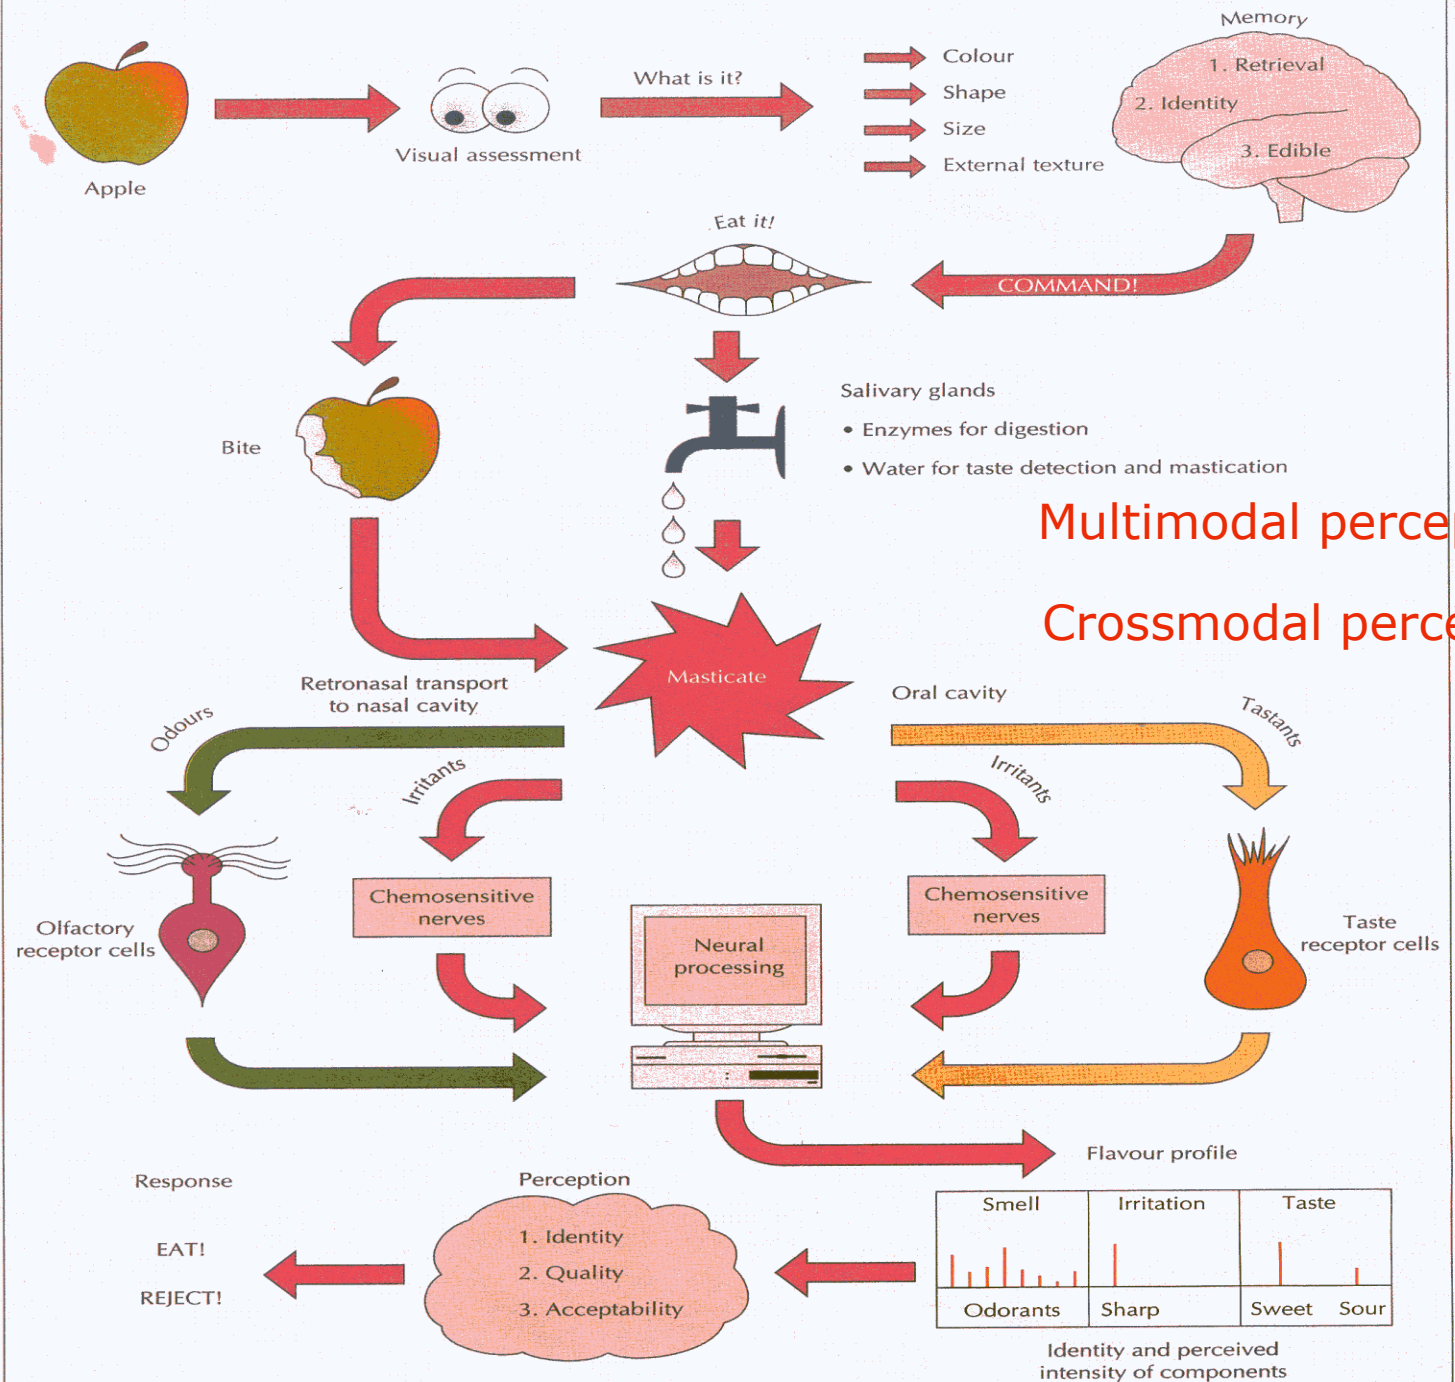 Memory
What is it?
Colour
1. Retrieval
Shape
2. Identity
Size
3. Edible
External texture
Visual assessment
Apple
Eat it!
COMMAND!
Salivary glands
• Enzymes for digestion
• Water for taste detection and mastication
Bite
Multimodal perce
Crossmodal perce
Masticate
Retronasal transport
to nasal cavity
Oral cavity
Odours
Tastants
Irritants
Irritants
Chemosensitive
nerves
Chemosensitive
nerves
Olfactory
receptor cells
Neural
processing
Taste
receptor cells
Flavour profile
Response
Perception
Smell
Irritation
Taste
EAT!
1. Identity
2. Quality
REJECT!
3. Acceptability
Odorants
Sharp
Sweet
Sour
Identity and perceived
intensity of components